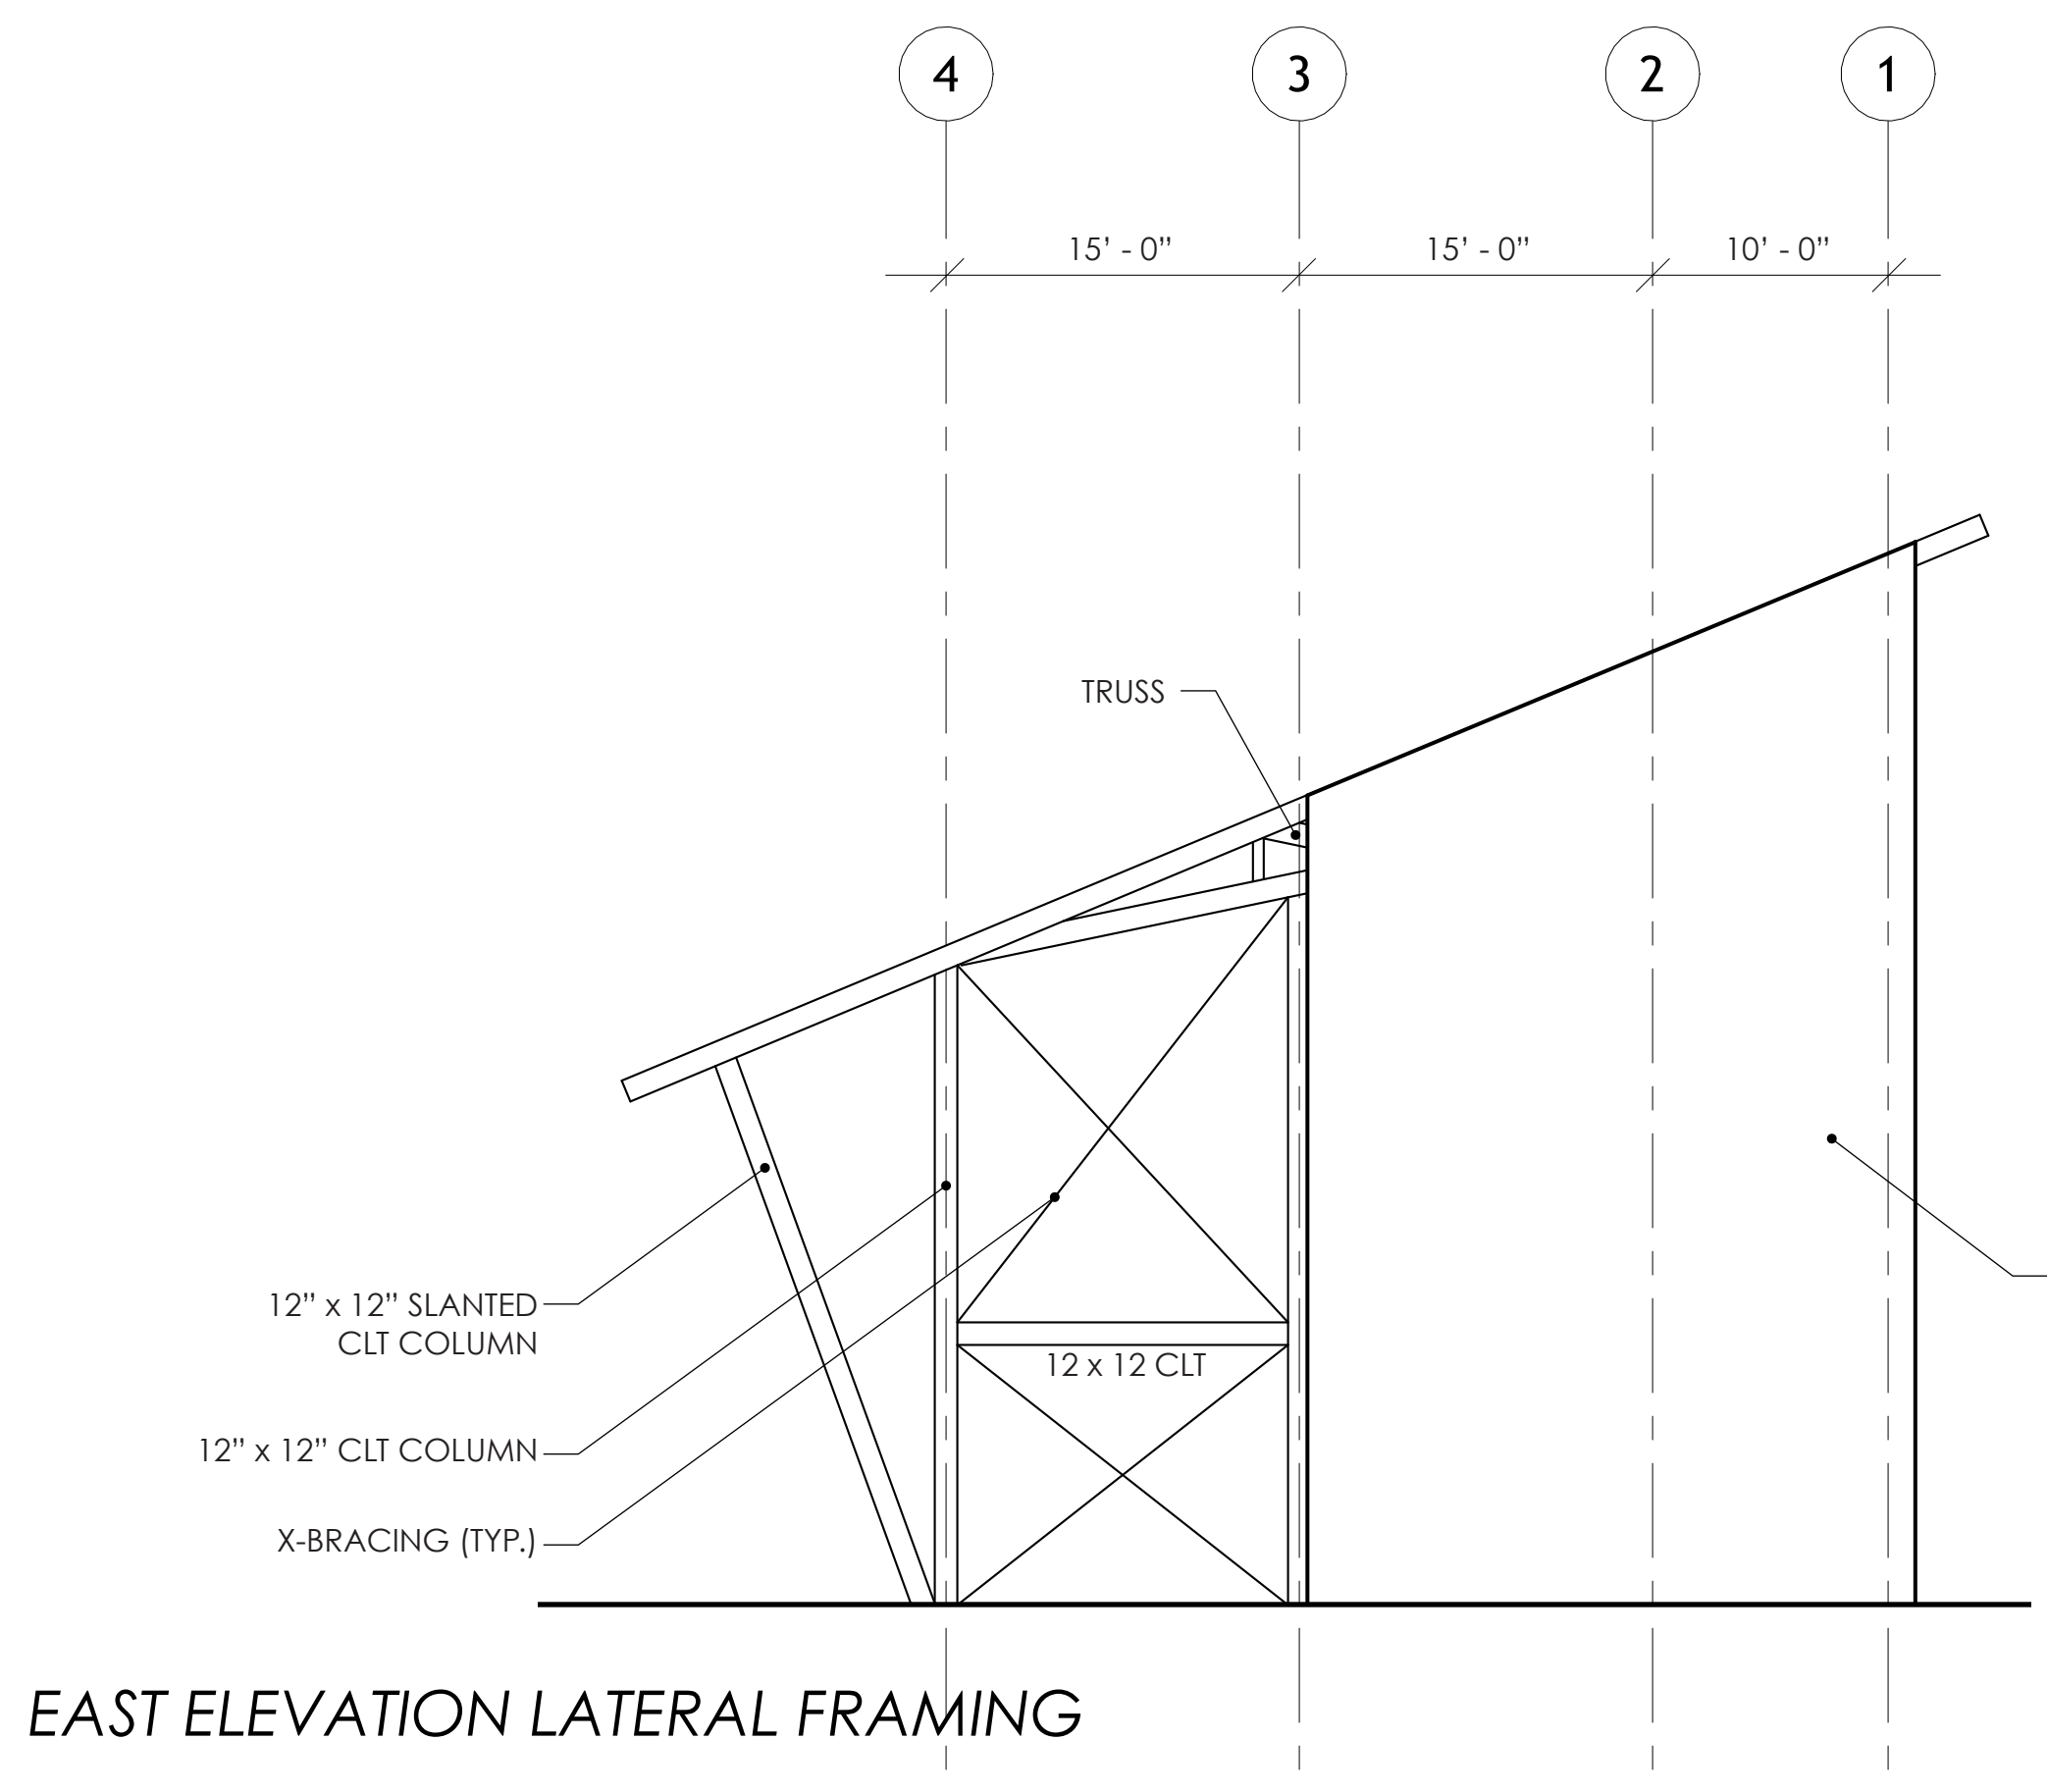 4 3 2 1
15’ - 0” 15’ - 0” 10’ - 0”
TRUSS
12” x 12” SLANTED
CLT COLUMN
12 x 12 CLT
12” x 12” CLT COLUMN
X-BRACING (TYP.)
EAST ELEVATION LATERAL FRAMING